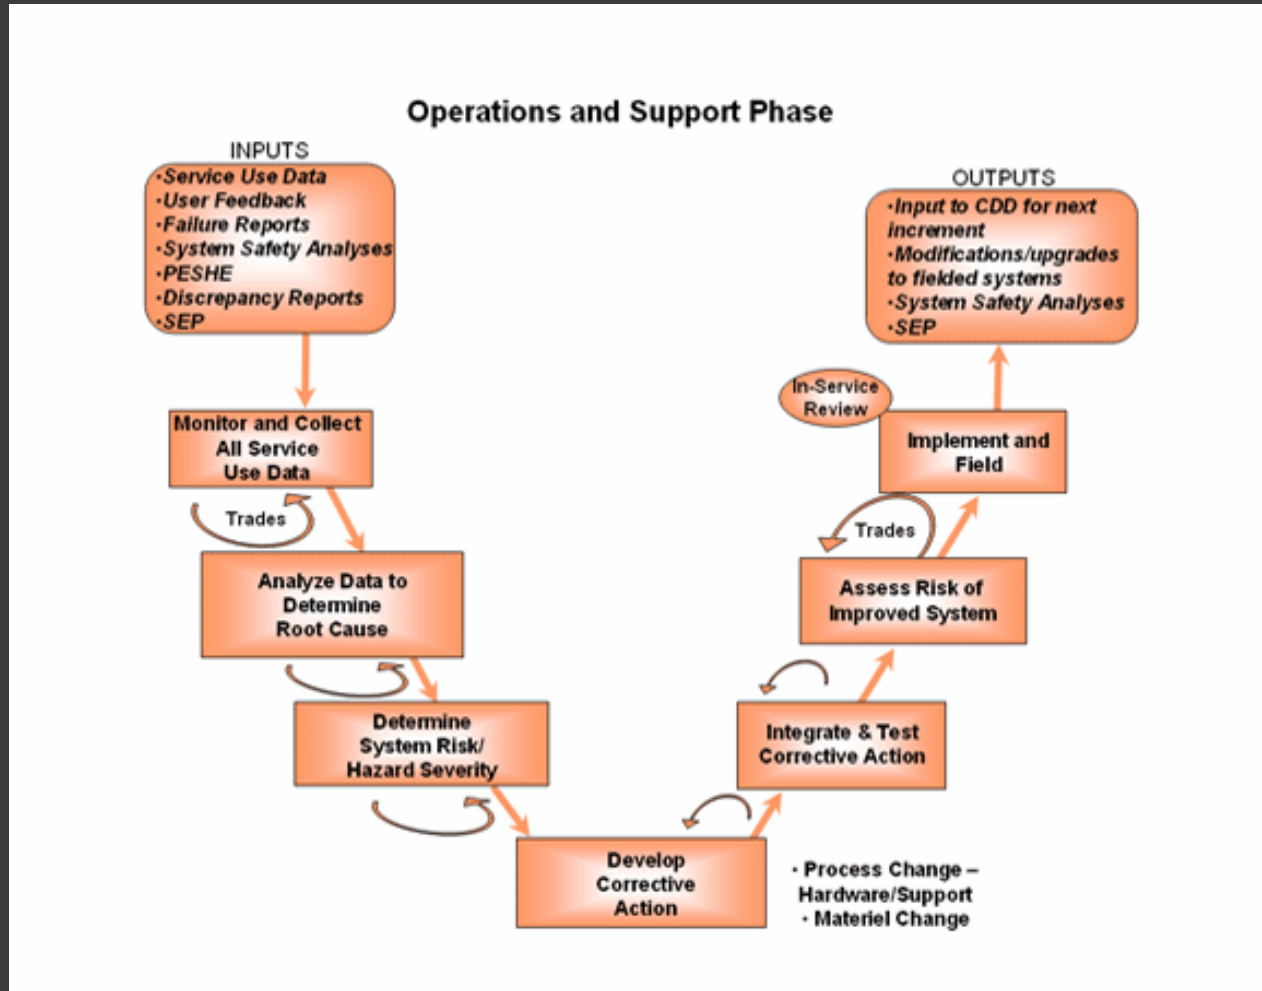 Operations and Support Phase
INPUTS
·Service Use Data
·User Feedback
·Failure Reports
·System Safety Analyses
·PESHE
·Discrepancy Reports
·SEP
Monitor and Collect
All Service
Use Data
Trades
Analyze Data to
Determine
Root Cause
Determine
System Risk/
Hazard Severity
Develop
Corrective
Action
· Process Change –
Hardware/Support
· Materiel Change
Integrate & Test
Corrective Action
Assess Risk of
Improved System
Trades
Implement and
Field
In-Service
Review
OUTPUTS
·Input to CDD for next
increment
·Modifications/upgrades
to fielded systems
·System Safety Analyses
·SEP